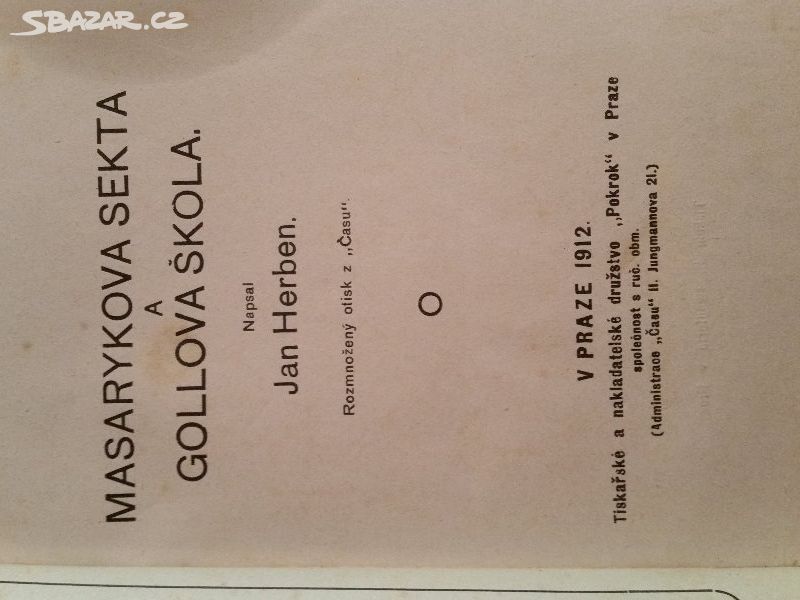 SBAZAR.CZ
MASARYKOVA SEKTA
A
GOLLOVA ŠKOLA.
Napsal
Jan Herben.
Rozmnožený otisk z „Času“.
V PRAZE 1912.
Tiskařské a nakladatelské družstvo „Pokrok“ v Praze
společnost s ruč. obm.
(Administrace „Času“ II. Jungmannova 21.)